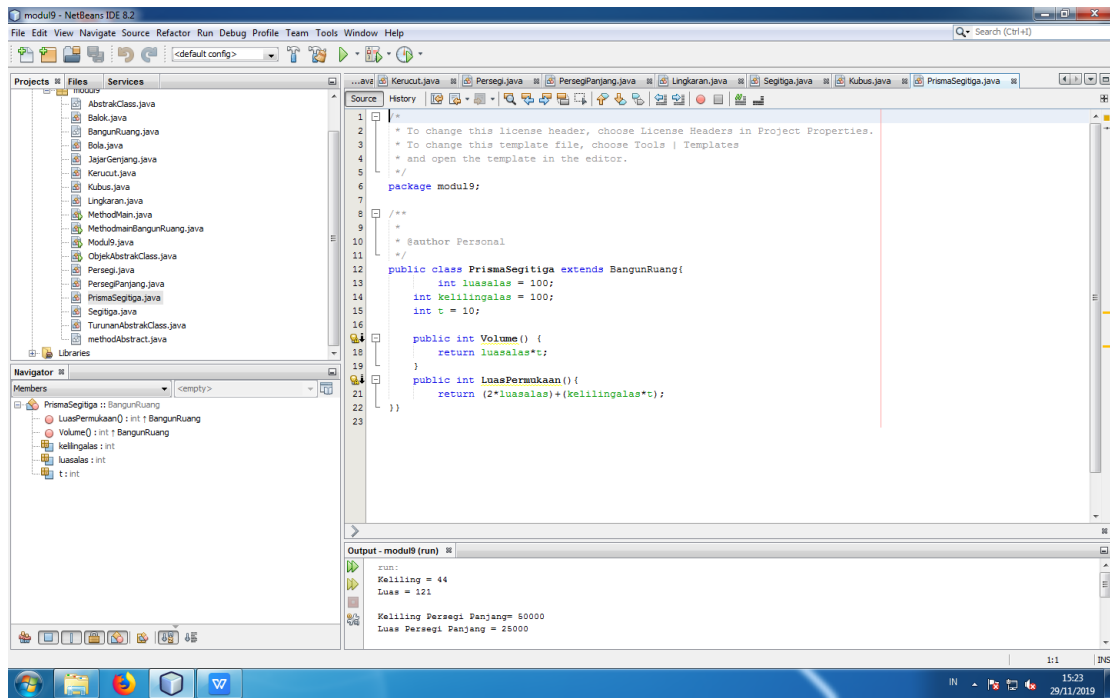 modul9 - NetBeans IDE 8.2
File Edit View Navigate Source Refactor Run Debug Profile Team Tools Window Help
Search (Ctrl+I)
<default config>
Projects Files Services
modul9
AbstrakClass.java
Balok.java
BangunRuang.java
Bola.java
JajarGenjang.java
Kerucut.java
Kubus.java
Lingkaran.java
MethodMain.java
MethodmainBangunRuang.java
Modul9.java
ObjekAbstrakClass.java
Persegi.java
PersegiPanjang.java
PrismaSegitiga.java
Segitiga.java
TurunanAbstrakClass.java
methodAbstract.java
Libraries
Navigator
Members <empty>
PrismaSegitiga :: BangunRuang
LuasPermukaan() : int ↑ BangunRuang
Volume() : int ↑ BangunRuang
kelilingalas : int
luasalas : int
t : int
...ava Kerucut.java Persegi.java PersegiPanjang.java Lingkaran.java Segitiga.java Kubus.java PrismaSegitiga.java
Source History
1 /*
2 * To change this license header, choose License Headers in Project Properties.
3 * To change this template file, choose Tools | Templates
4 * and open the template in the editor.
5 */
6 package modul9;
7
8 /**
9 *
10 * @author Personal
11 */
12 public class PrismaSegitiga extends BangunRuang{
13 int luasalas = 100;
14 int kelilingalas = 100;
15 int t = 10;
16
public int Volume() {
18 return luasalas*t;
19 }
public int LuasPermukaan(){
21 return (2*luasalas)+(kelilingalas*t);
22 }}
23
Output - modul9 (run)
run:
Keliling = 44
Luas = 121
Keliling Persegi Panjang= 50000
Luas Persegi Panjang = 25000
1:1 INS
IN 15:23
29/11/2019